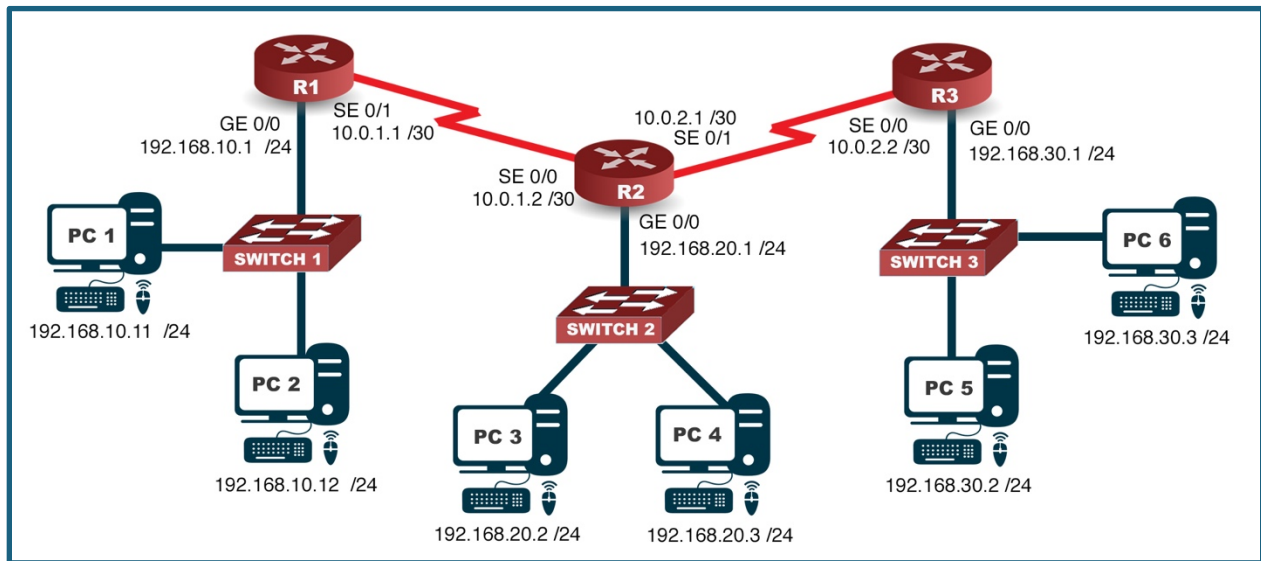 R1
GE 0/0
192.168.10.1 /24
SE 0/1
10.0.1.1 /30
SE 0/0
10.0.1.2 /30
R2
10.0.2.1 /30
SE 0/1
GE 0/0
192.168.20.1 /24
R3
SE 0/0
10.0.2.2 /30
GE 0/0
192.168.30.1 /24
PC 1
192.168.10.11 /24
SWITCH 1
PC 2
192.168.10.12 /24
SWITCH 2
PC 3
192.168.20.2 /24
PC 4
192.168.20.3 /24
SWITCH 3
PC 6
192.168.30.3 /24
PC 5
192.168.30.2 /24